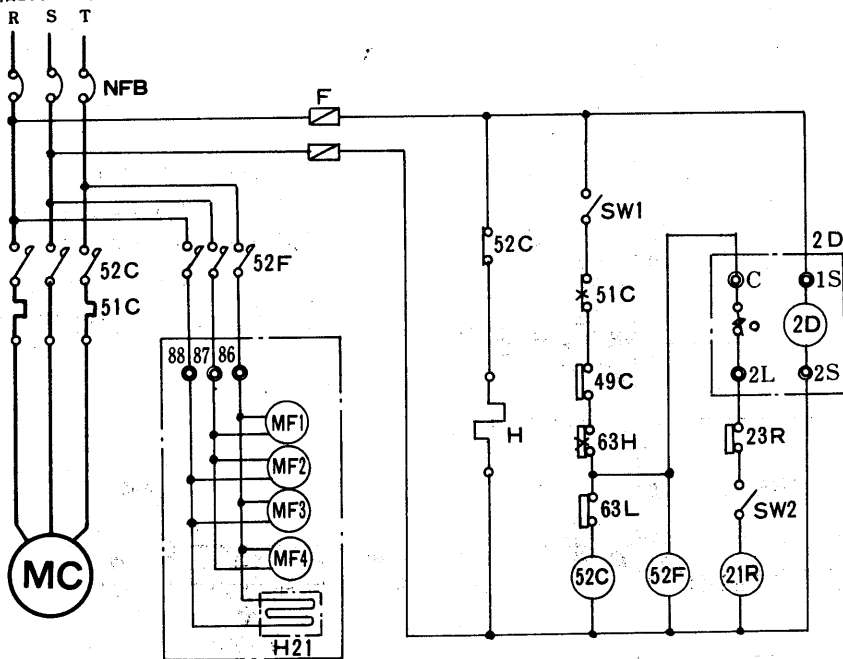 R S T
NFB
F
SW1
52C
52C
52F
51C
51C
2D
C
1S
2D
2L
2S
88 87 86
49C
MF1
H
63H
23R
MF2
MF3
63L
SW2
MF4
MC
52C
52F
21R
H21